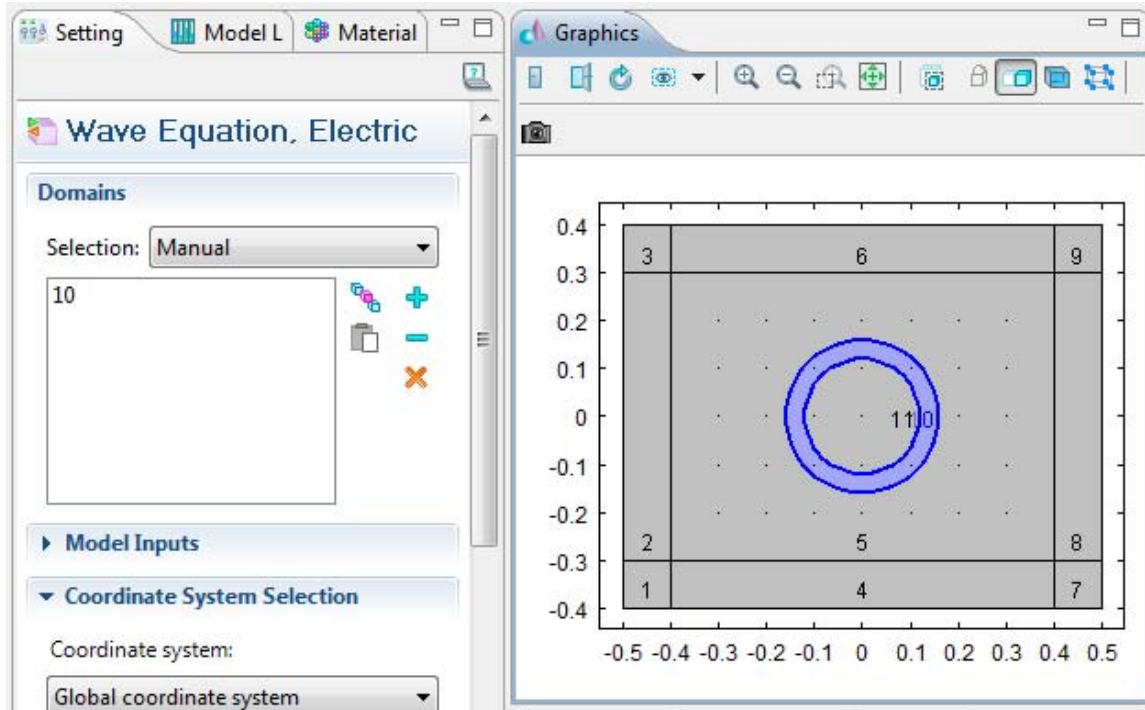 Setting Model L Material
Wave Equation, Electric
Domains
Selection: Manual
10
Model Inputs
Coordinate System Selection
Coordinate system:
Global coordinate system
Graphics
0.4
3 6 9
0.3
0.2
0.1
0
11 10
-0.1
-0.2
2 5 8
-0.3
1 4 7
-0.4
-0.5 -0.4 -0.3 -0.2 -0.1 0 0.1 0.2 0.3 0.4 0.5